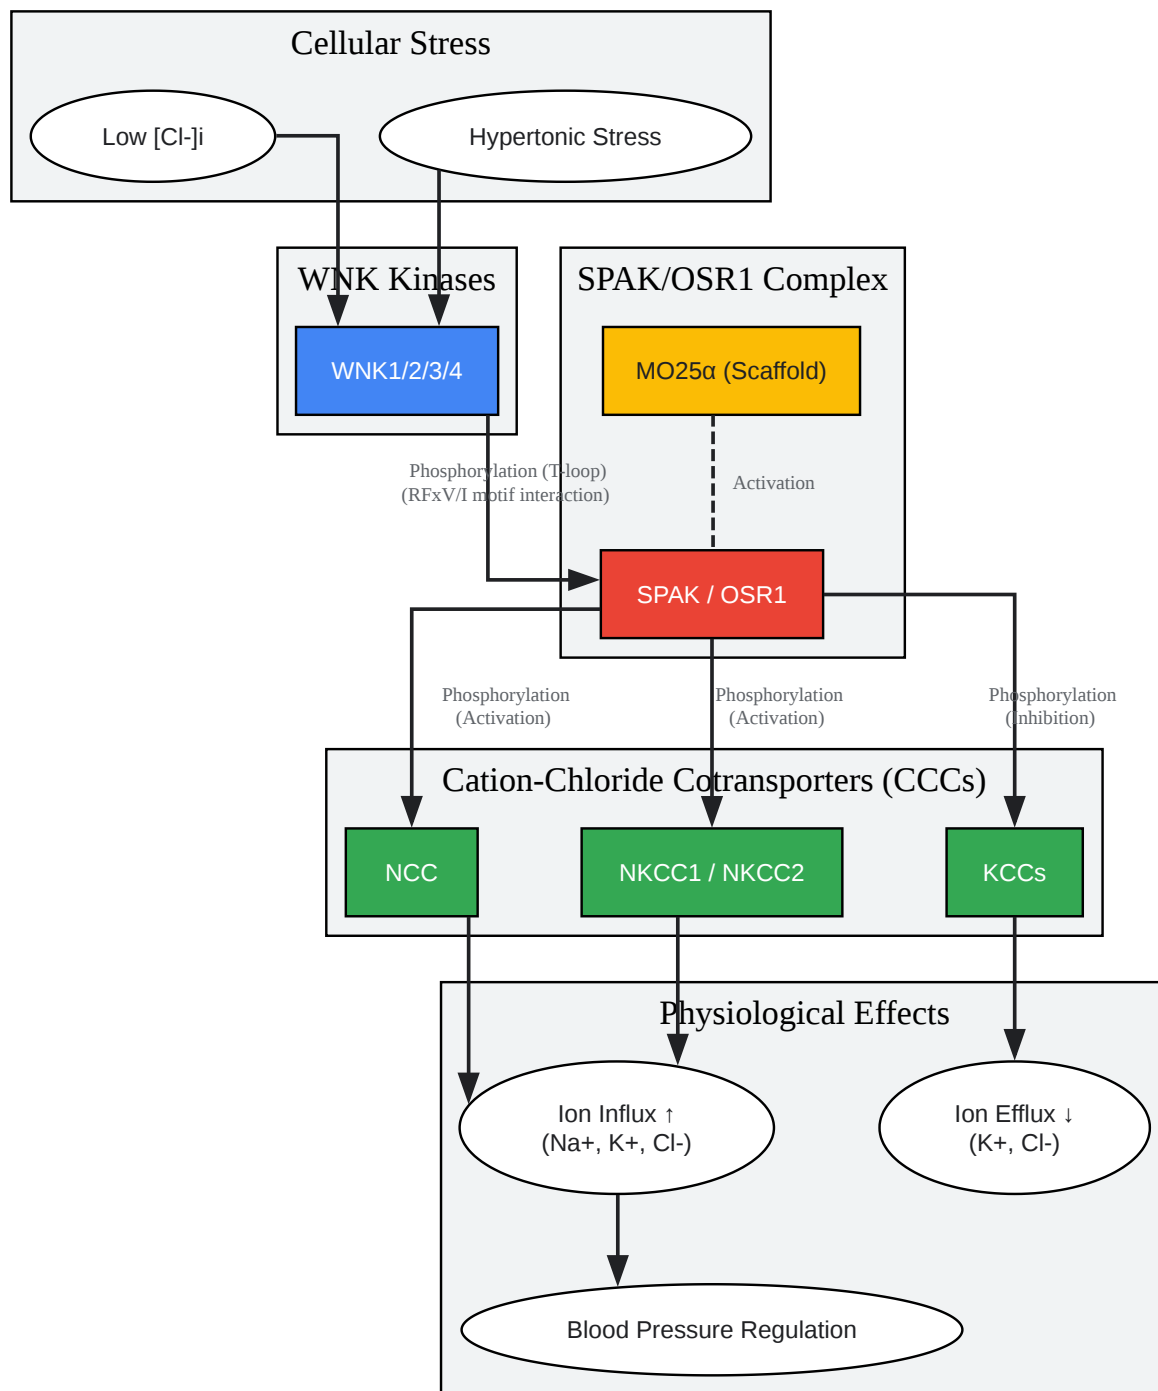 Cellular Stress
Low [Cl-]i
Hypertonic Stress
WNK Kinases
SPAK/OSR1 Complex
WNK1/2/3/4
MO25α (Scaffold)
Phosphorylation (T-loop)
(RFxV/I motif interaction)
Activation
SPAK / OSR1
Phosphorylation
(Activation)
Phosphorylation
(Activation)
Phosphorylation
(Inhibition)
Cation-Chloride Cotransporters (CCCs)
NCC
NKCC1 / NKCC2
KCCs
Physiological Effects
Ion Influx ↑
(Na+, K+, Cl-)
Ion Efflux ↓
(K+, Cl-)
Blood Pressure Regulation